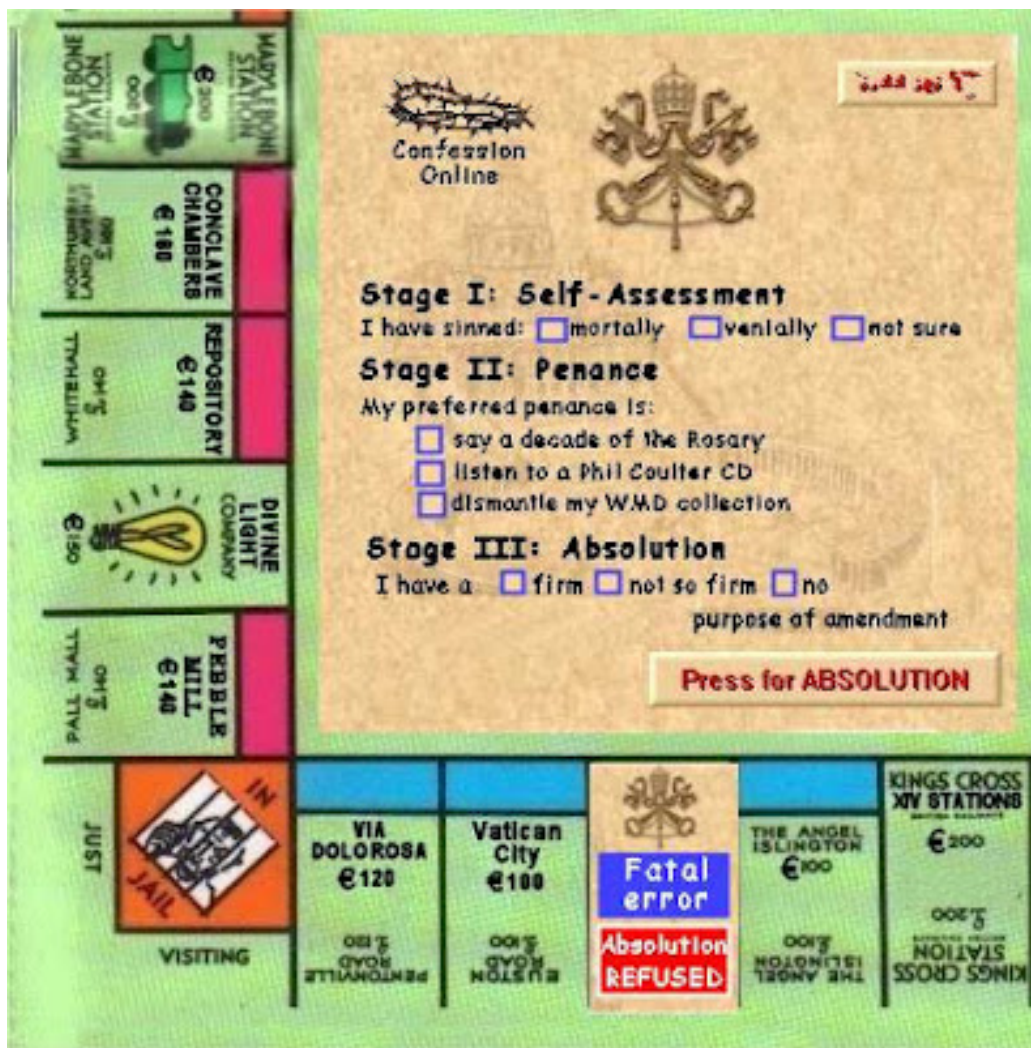 MARYLEBONE
STATION
€200
MARYLEBONE
STATION
CONCLAVE
CHAMBERS
€160
NORTHUMBER-
LAND AVENUE
REPOSITORY
€140
WHITEHALL
£140
DIVINE
LIGHT
COMPANY
€150
PEBBLE
MILL
€140
PALL MALL
£140
Confession
Online
Stage I: Self-Assessment
I have sinned: mortally venially not sure
Stage II: Penance
My preferred penance is:
say a decade of the Rosary
listen to a Phil Coulter CD
dismantle my WMD collection
Stage III: Absolution
I have a firm not so firm no
purpose of amendment
Press for ABSOLUTION
IN
JAIL
JUST
VISITING
VIA
DOLOROSA
€120
PENTONVILLE
ROAD
£120
Vatican
City
€100
EUSTON
ROAD
£100
Fatal
error
Absolution
REFUSED
THE ANGEL
ISLINGTON
€100
THE ANGEL
ISLINGTON
£100
KINGS CROSS
XIV STATIONS
€200
KINGS CROSS
STATION
£200